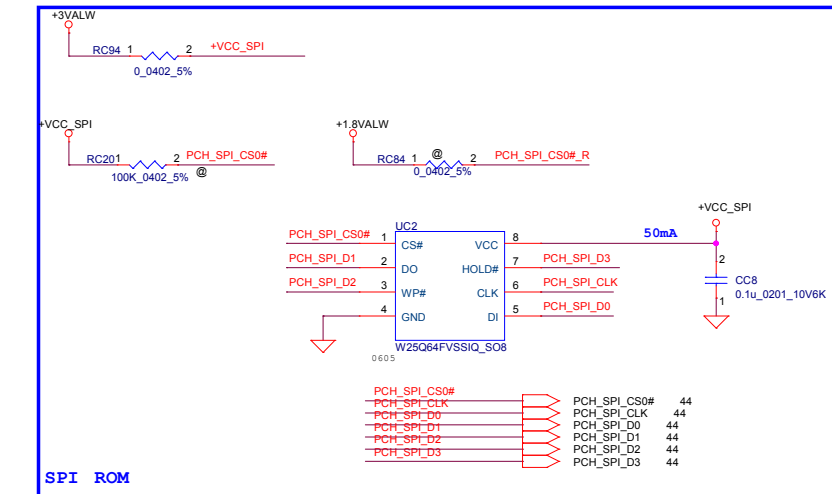 +3VALW
RC94 1 2 +VCC_SPI
0_0402_5%
+VCC_SPI +1.8VALW
RC201 2 PCH_SPI_CS0# RC84 1 @ 2 PCH_SPI_CS0#_R
100K_0402_5% @ 0_0402_5%
+VCC_SPI
UC2
PCH_SPI_CS0# 1 CS# VCC 8 50mA
PCH_SPI_D1 2 DO HOLD# 7 PCH_SPI_D3 2
PCH_SPI_D2 3 WP# CLK 6 PCH_SPI_CLK CC8
0.1u_0201_10V6K
4 GND DI 5 PCH_SPI_D0 1
W25Q64FVSSIQ_SO8
0605
PCH_SPI_CS0# PCH_SPI_CS0# 44
PCH_SPI_CLK PCH_SPI_CLK 44
PCH_SPI_D0 PCH_SPI_D0 44
PCH_SPI_D1 PCH_SPI_D1 44
PCH_SPI_D2 PCH_SPI_D2 44
PCH_SPI_D3 PCH_SPI_D3 44
SPI ROM